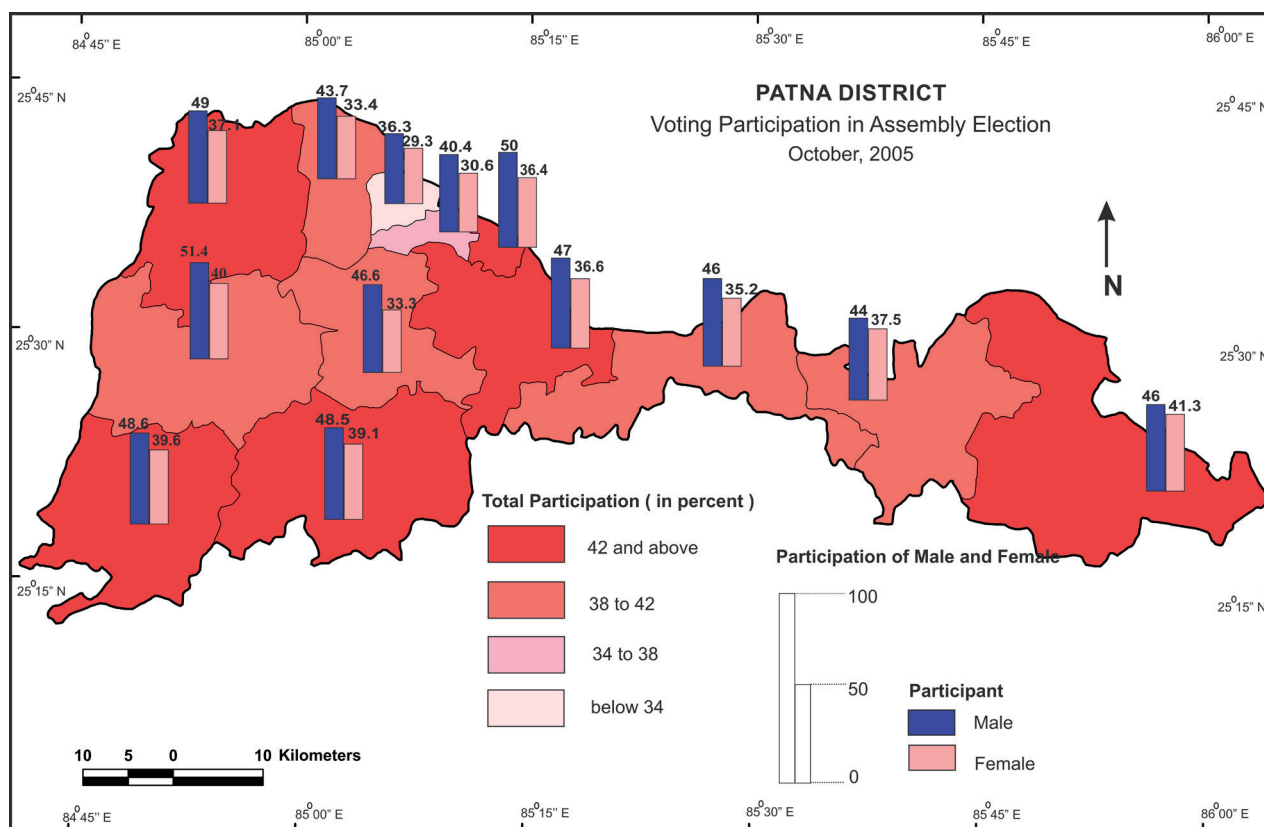 84°45" E 85°00" E 85°15" E 85°30" E 85°45" E 86°00" E
25°45" N
25°45" N
PATNA DISTRICT
Voting Participation in Assembly Election
October, 2005
49 37.1
43.7 33.4
36.3 29.3
40.4 30.6
50 36.4
51.4 40
46.6 33.3
47 36.6
46 35.2
44 37.5
N
25°30" N
25°30" N
48.6 39.6
48.5 39.1
46 41.3
Total Participation ( in percent )
42 and above
38 to 42
34 to 38
below 34
Participation of Male and Female
100
50
0
Participant
Male
Female
25°15" N
25°15" N
10 5 0 10 Kilometers
84°45" E 85°00" E 85°15" E 85°30" E 85°45" E 86°00" E